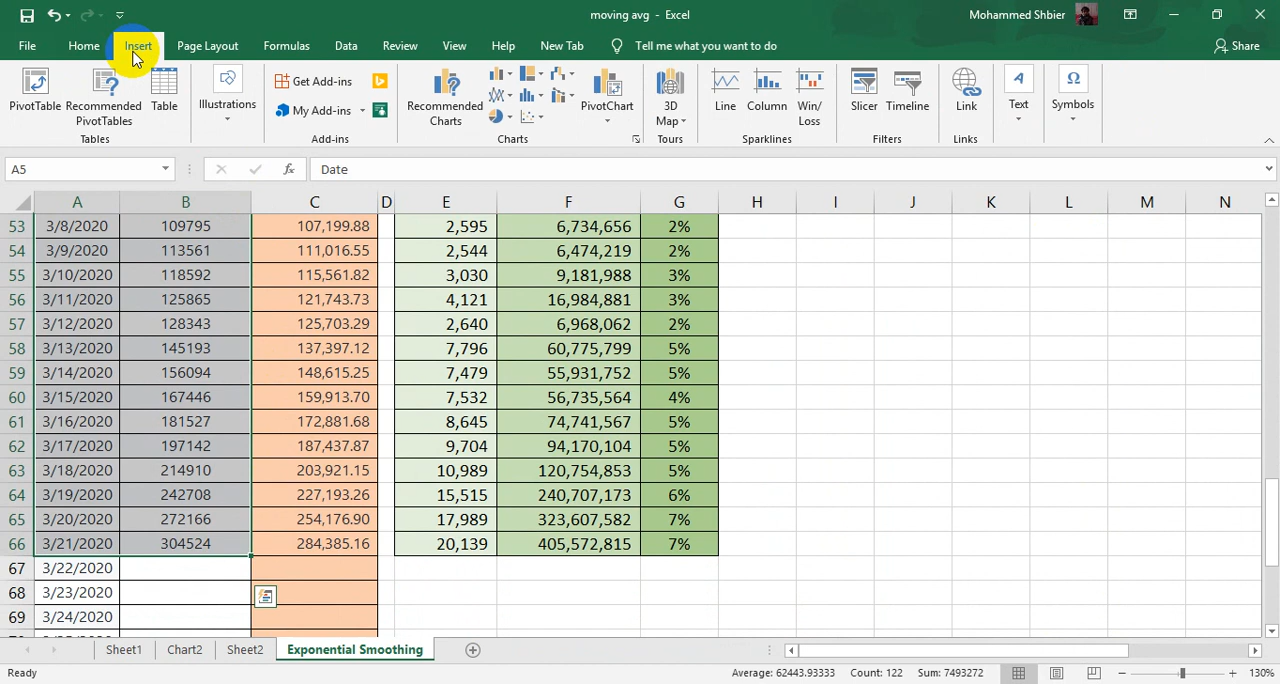 moving avg - Excel
Mohammed Shbier
File Home Insert Page Layout Formulas Data Review View Help New Tab Tell me what you want to do Share
PivotTable Recommended PivotTables Table
Tables
Illustrations
Get Add-ins
My Add-ins
Add-ins
Recommended Charts
PivotChart
Charts
3D Map
Tours
Line Column Win/Loss
Sparklines
Slicer Timeline
Filters
Link
Links
Text
Symbols
A5 fx Date
A B C D E F G H I J K L M N
53 3/8/2020 109795 107,199.88 2,595 6,734,656 2%
54 3/9/2020 113561 111,016.55 2,544 6,474,219 2%
55 3/10/2020 118592 115,561.82 3,030 9,181,988 3%
56 3/11/2020 125865 121,743.73 4,121 16,984,881 3%
57 3/12/2020 128343 125,703.29 2,640 6,968,062 2%
58 3/13/2020 145193 137,397.12 7,796 60,775,799 5%
59 3/14/2020 156094 148,615.25 7,479 55,931,752 5%
60 3/15/2020 167446 159,913.70 7,532 56,735,564 4%
61 3/16/2020 181527 172,881.68 8,645 74,741,567 5%
62 3/17/2020 197142 187,437.87 9,704 94,170,104 5%
63 3/18/2020 214910 203,921.15 10,989 120,754,853 5%
64 3/19/2020 242708 227,193.26 15,515 240,707,173 6%
65 3/20/2020 272166 254,176.90 17,989 323,607,582 7%
66 3/21/2020 304524 284,385.16 20,139 405,572,815 7%
67 3/22/2020
68 3/23/2020
69 3/24/2020
Sheet1 Chart2 Sheet2 Exponential Smoothing
Ready Average: 62443.93333 Count: 122 Sum: 7493272 130%